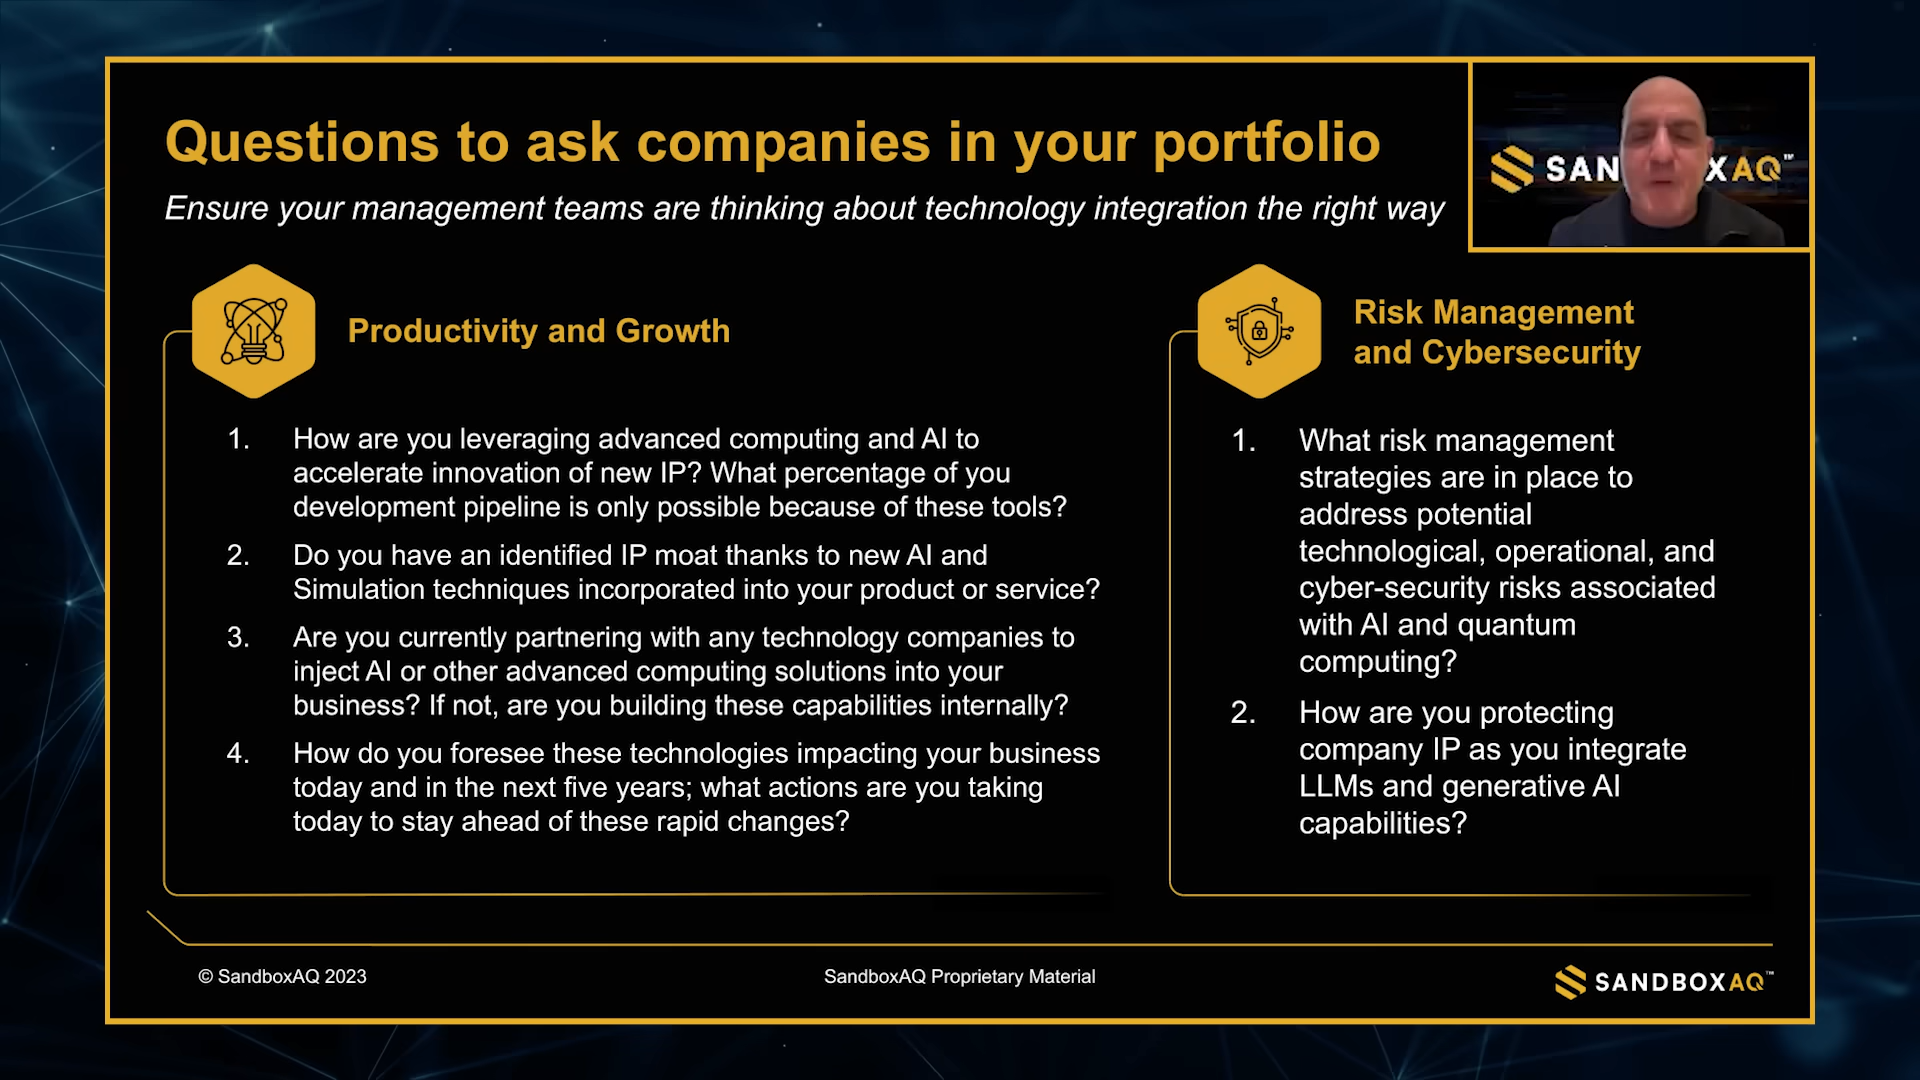 Questions to ask companies in your portfolio
Ensure your management teams are thinking about technology integration the right way
SAN XAQ™
Productivity and Growth
1. How are you leveraging advanced computing and AI to
accelerate innovation of new IP? What percentage of you
development pipeline is only possible because of these tools?
2. Do you have an identified IP moat thanks to new AI and
Simulation techniques incorporated into your product or service?
3. Are you currently partnering with any technology companies to
inject AI or other advanced computing solutions into your
business? If not, are you building these capabilities internally?
4. How do you foresee these technologies impacting your business
today and in the next five years; what actions are you taking
today to stay ahead of these rapid changes?
Risk Management
and Cybersecurity
1. What risk management
strategies are in place to
address potential
technological, operational, and
cyber-security risks associated
with AI and quantum
computing?
2. How are you protecting
company IP as you integrate
LLMs and generative AI
capabilities?
© SandboxAQ 2023
SandboxAQ Proprietary Material
SANDBOXAQ™